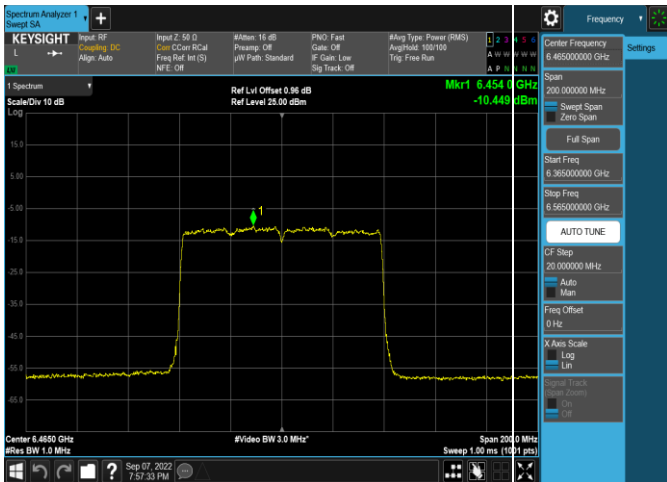 Spectrum Analyzer 1
Swept SA
+
Frequency
KEYSIGHT
L
LV
Input: RF
Coupling: DC
Align: Auto
Input Z: 50 Ω
Corr CCorr RCal
Freq Ref: Int (S)
NFE: Off
#Atten: 16 dB
Preamp: Off
µW Path: Standard
PNO: Fast
Gate: Off
IF Gain: Low
Sig Track: Off
#Avg Type: Power (RMS)
Avg|Hold: 100/100
Trig: Free Run
1 2 3 4 5 6
A W W W W W
A P N N N N
1 Spectrum
Scale/Div 10 dB
Log
Ref Lvl Offset 0.96 dB
Ref Level 25.00 dBm
Mkr1 6.454 0 GHz
-10.449 dBm
15.0
5.00
-5.00
-15.0
-25.0
-35.0
-45.0
-55.0
-65.0
1
Center 6.4650 GHz
#Res BW 1.0 MHz
#Video BW 3.0 MHz*
Span 200.0 MHz
Sweep 1.00 ms (1001 pts)
Center Frequency
6.465000000 GHz
Settings
Span
200.000000 MHz
Swept Span
Zero Span
Full Span
Start Freq
6.365000000 GHz
Stop Freq
6.565000000 GHz
AUTO TUNE
CF Step
20.000000 MHz
Auto
Man
Freq Offset
0 Hz
X Axis Scale
Log
Lin
Signal Track
(Span Zoom)
On
Off
?
Sep 07, 2022
7:57:33 PM